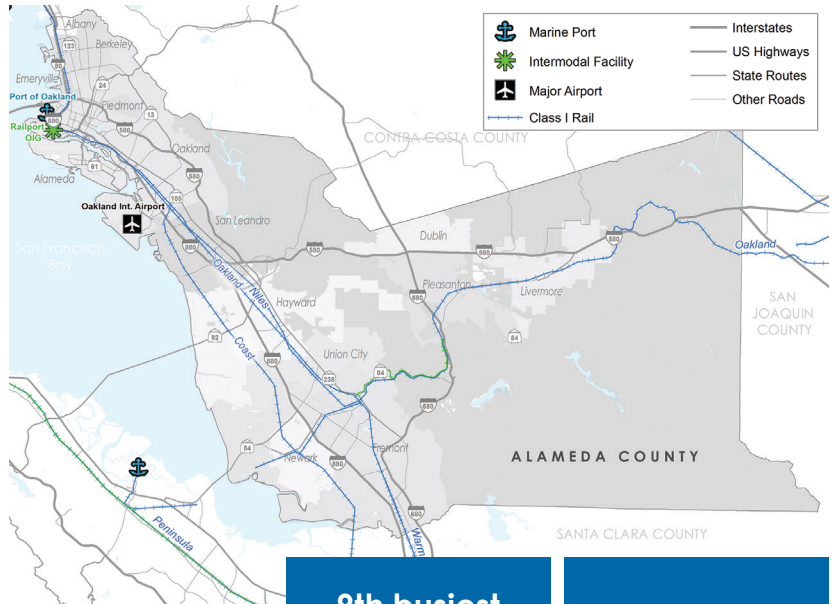 Marine Port
Intermodal Facility
Major Airport
Class I Rail
Interstates
US Highways
State Routes
Other Roads
Albany
123
Berkeley
80
Emeryville
24
Port of Oakland
Piedmont
880
13
Railport
OIG
580
Oakland
CONTRA COSTA COUNTY
61
Alameda
580
185
Oakland Int. Airport
San Leandro
San Francisco
Bay
880
580
Dublin
580
580
Oakland
Oakland
Niles
Pleasanton
Livermore
Hayward
680
SAN
JOAQUIN
COUNTY
92
Coast
880
Union City
84
238
84
680
84
Fremont
Newark
880
ALAMEDA COUNTY
680
Peninsula
Warm
SANTA CLARA COUNTY